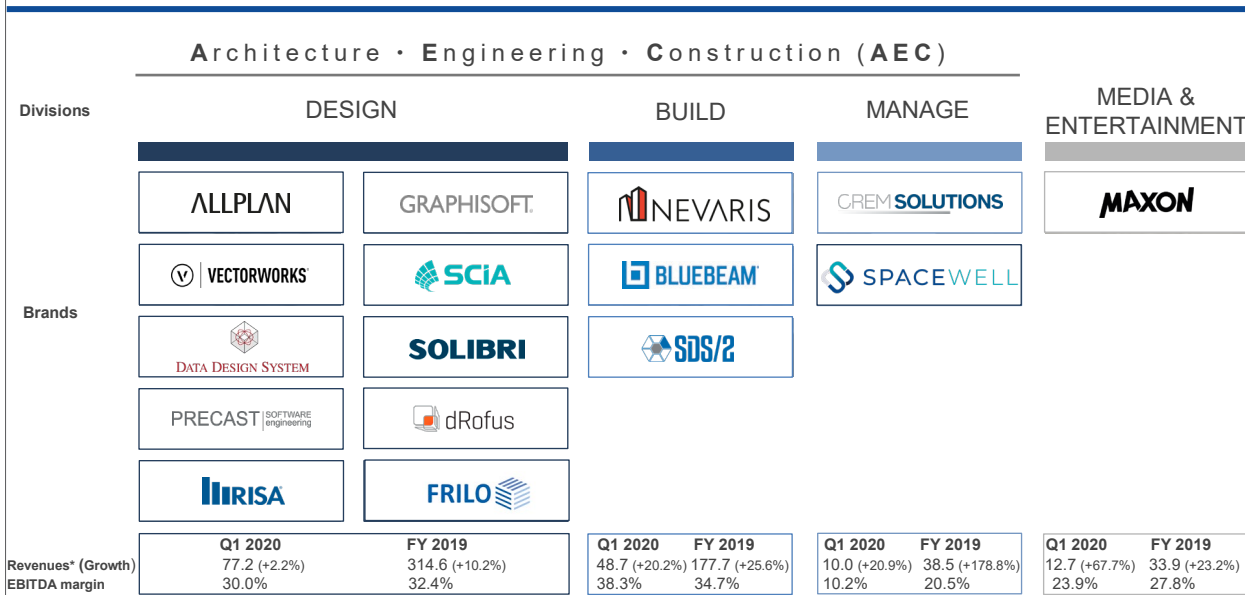 Architecture · Engineering · Construction (AEC)
Divisions
DESIGN
BUILD
MANAGE
MEDIA &
ENTERTAINMENT
Brands
ALLPLAN
GRAPHISOFT.
NEVARIS
CREM SOLUTIONS
MAXON
V VECTORWORKS
SCiA
BLUEBEAM
SPACEWELL
DATA DESIGN SYSTEM
SOLIBRI
SDS/2
PRECAST SOFTWARE
engineering
dRofus
RISA
FRILO
Q1 2020 FY 2019 Q1 2020 FY 2019 Q1 2020 FY 2019 Q1 2020 FY 2019
Revenues* (Growth) 77.2 (+2.2%) 314.6 (+10.2%) 48.7 (+20.2%) 177.7 (+25.6%) 10.0 (+20.9%) 38.5 (+178.8%) 12.7 (+67.7%) 33.9 (+23.2%)
EBITDA margin 30.0% 32.4% 38.3% 34.7% 10.2% 20.5% 23.9% 27.8%